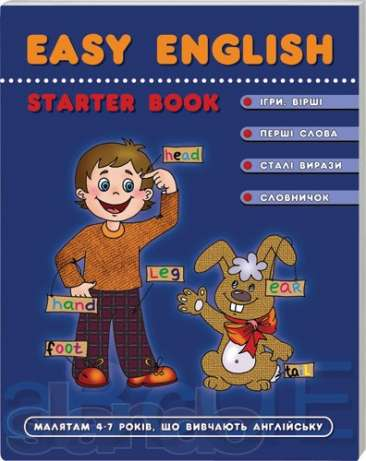 EASY ENGLISH
STARTER BOOK
ІГРИ, ВІРШІ
ПЕРШІ СЛОВА
СТАЛІ ВИРАЗИ
СЛОВНИЧОК
head
Leg
EAR
hand
foot
tail
МАЛЯТАМ 4-7 РОКІВ, ЩО ВИВЧАЮТЬ АНГЛІЙСЬКУ
slando